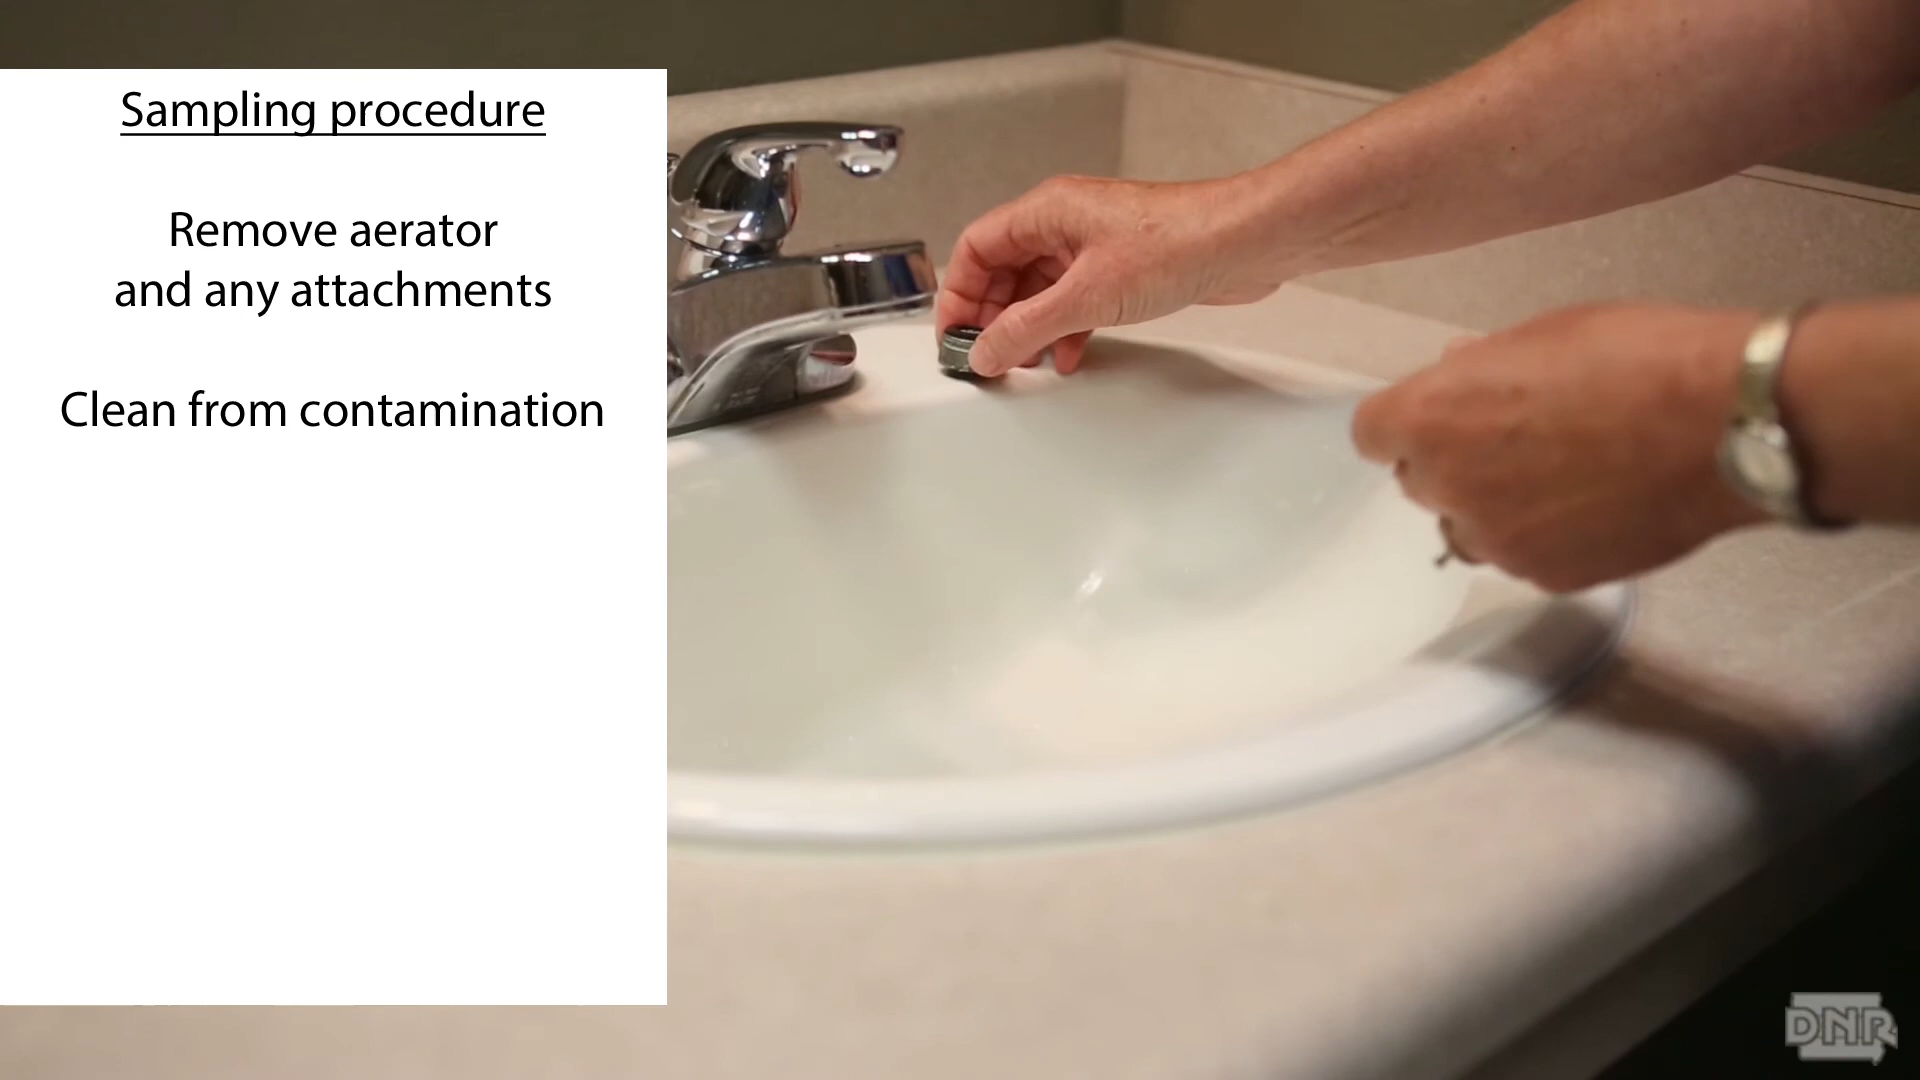 Sampling procedure
Remove aerator
and any attachments
Clean from contamination
DNR